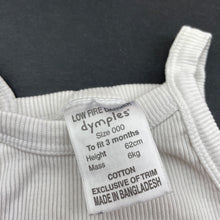 LOW FIRE DANGER
dymples®
Size 000
To fit 3 months
Height 62cm
Mass 6kg
COTTON
EXCLUSIVE OF TRIM
MADE IN BANGLADESH